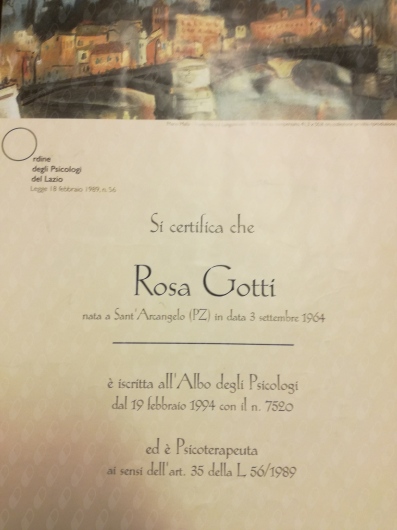 Ordine
degli Psicologi
del Lazio
Legge 18 febbraio 1989, n. 56
Si certifica che
Rosa Gotti
nata a Sant'Arcangelo (PZ) in data 3 settembre 1964
è iscritta all'Albo degli Psicologi
dal 19 febbraio 1994 con il n. 7520
ed è Psicoterapeuta
ai sensi dell'art. 35 della L. 56/1989